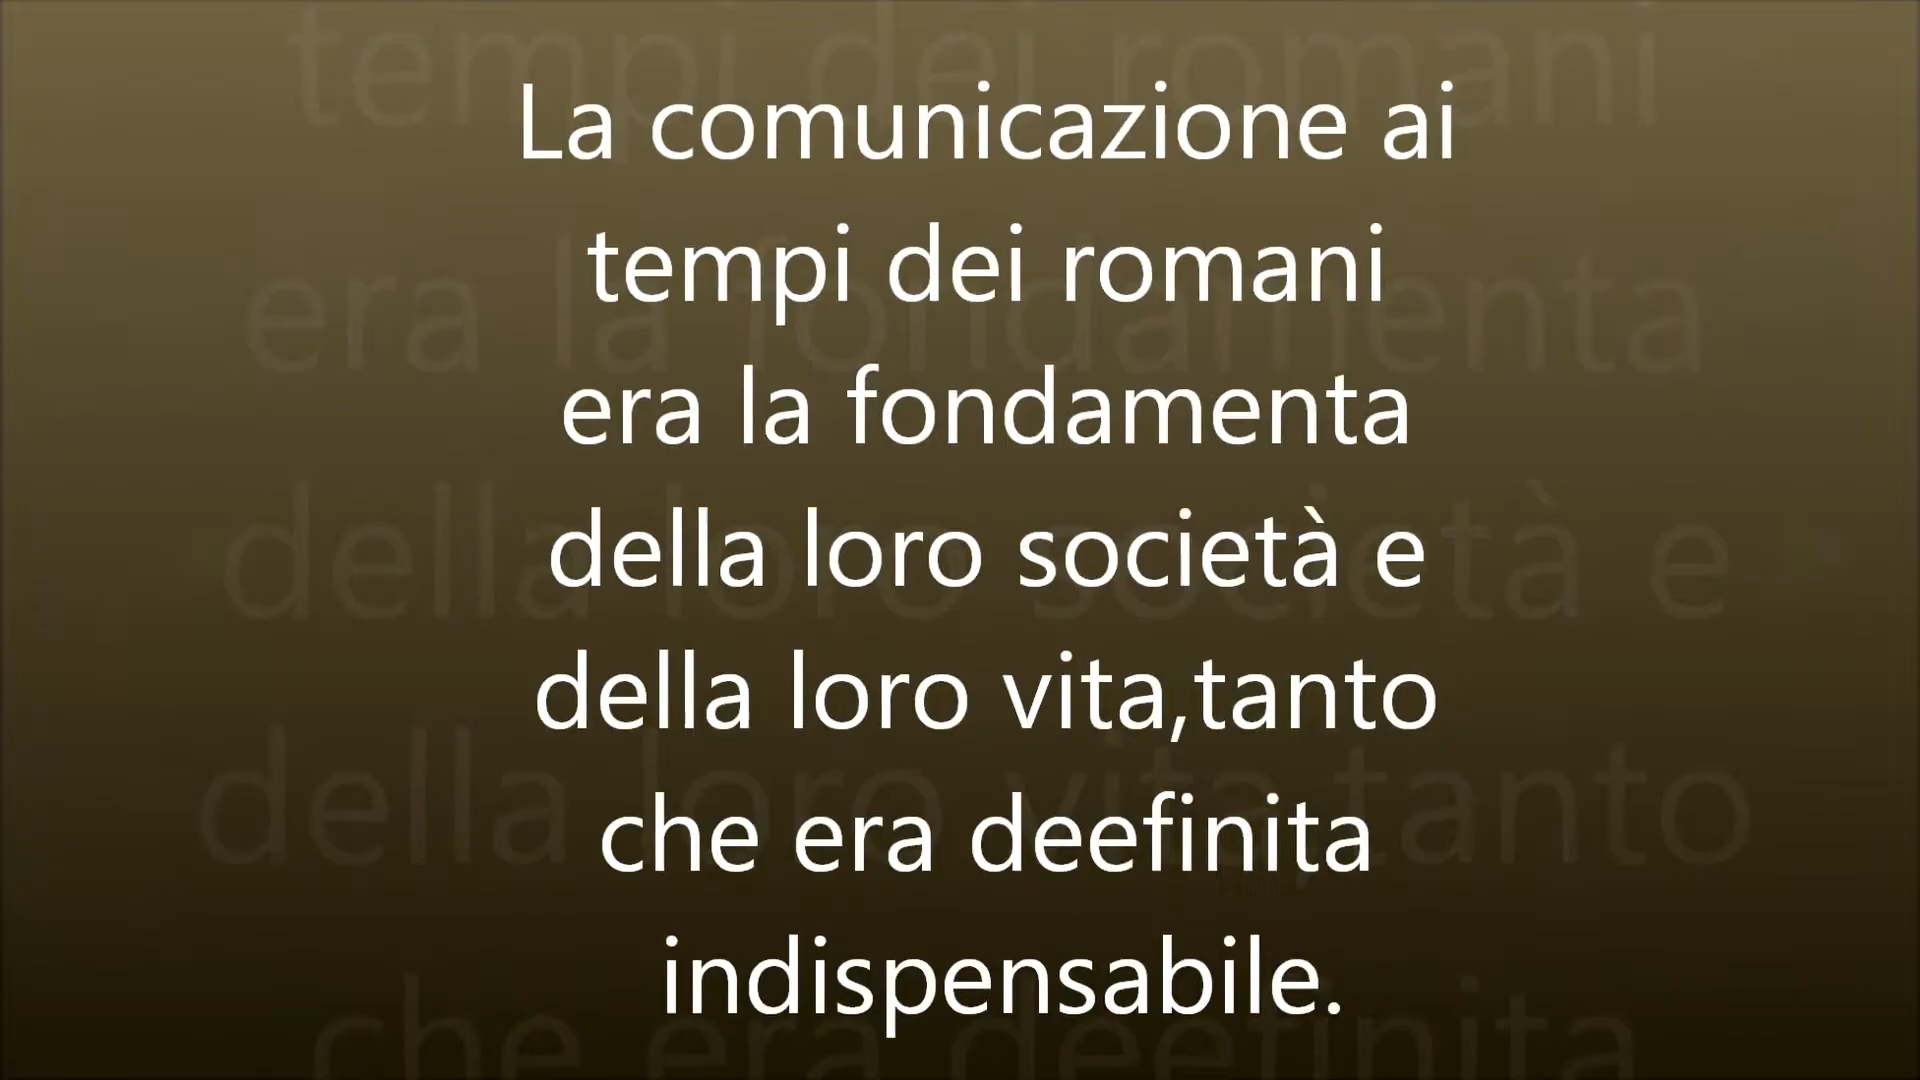 La comunicazione ai
tempi dei romani
era la fondamenta
della loro società e
della loro vita,tanto
che era deefinita
indispensabile.